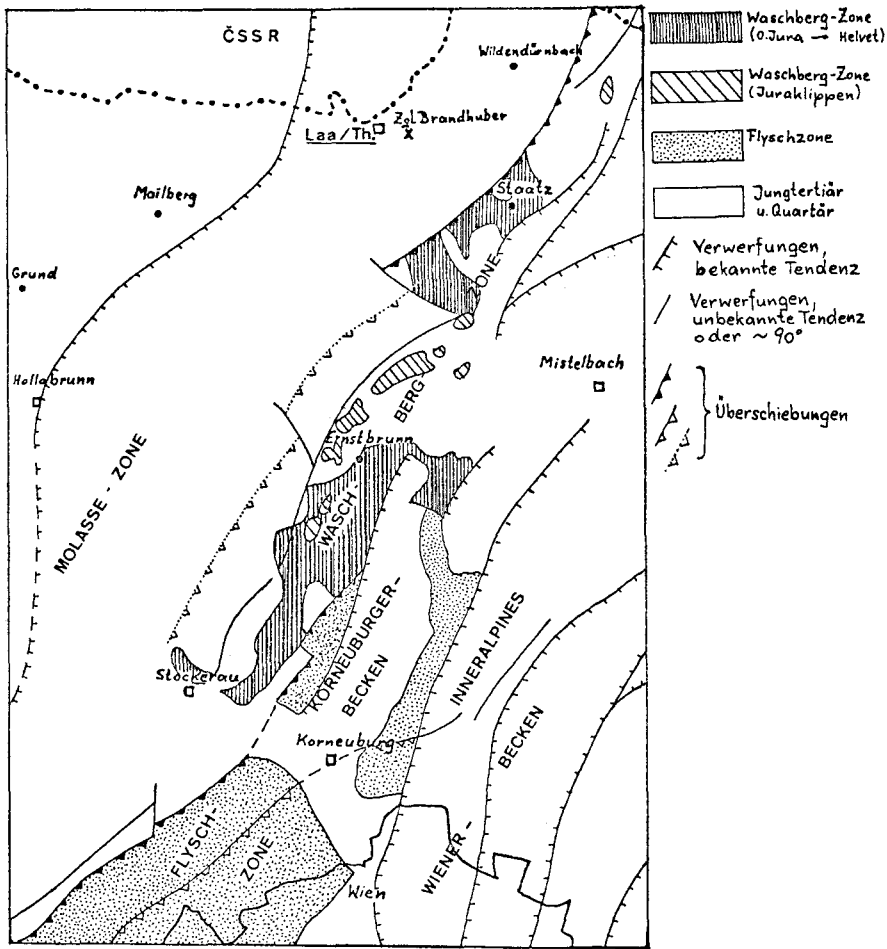 ČSSR
Wildendürnbach
Zgl. Brandhuber
Laa/Th.
x
Mailberg
Staatz
Grund
ZONE
Hollabrunn
Mistelbach
BERG
Ernstbrunn
MOLASSE - ZONE
WASCH-
KORNEUBURGER-
BECKEN
INNERALPINES
Stockerau
Korneuburg
BECKEN
FLYSCH-
ZONE
Wien
WIENER-
Waschberg-Zone
(O.Jura → Helvet)
Waschberg-Zone
(Juraklippen)
Flyschzone
Jungtertiär
u. Quartär
Verwerfungen,
bekannte Tendenz
Verwerfungen,
unbekannte Tendenz
oder ~ 90°
Überschiebungen